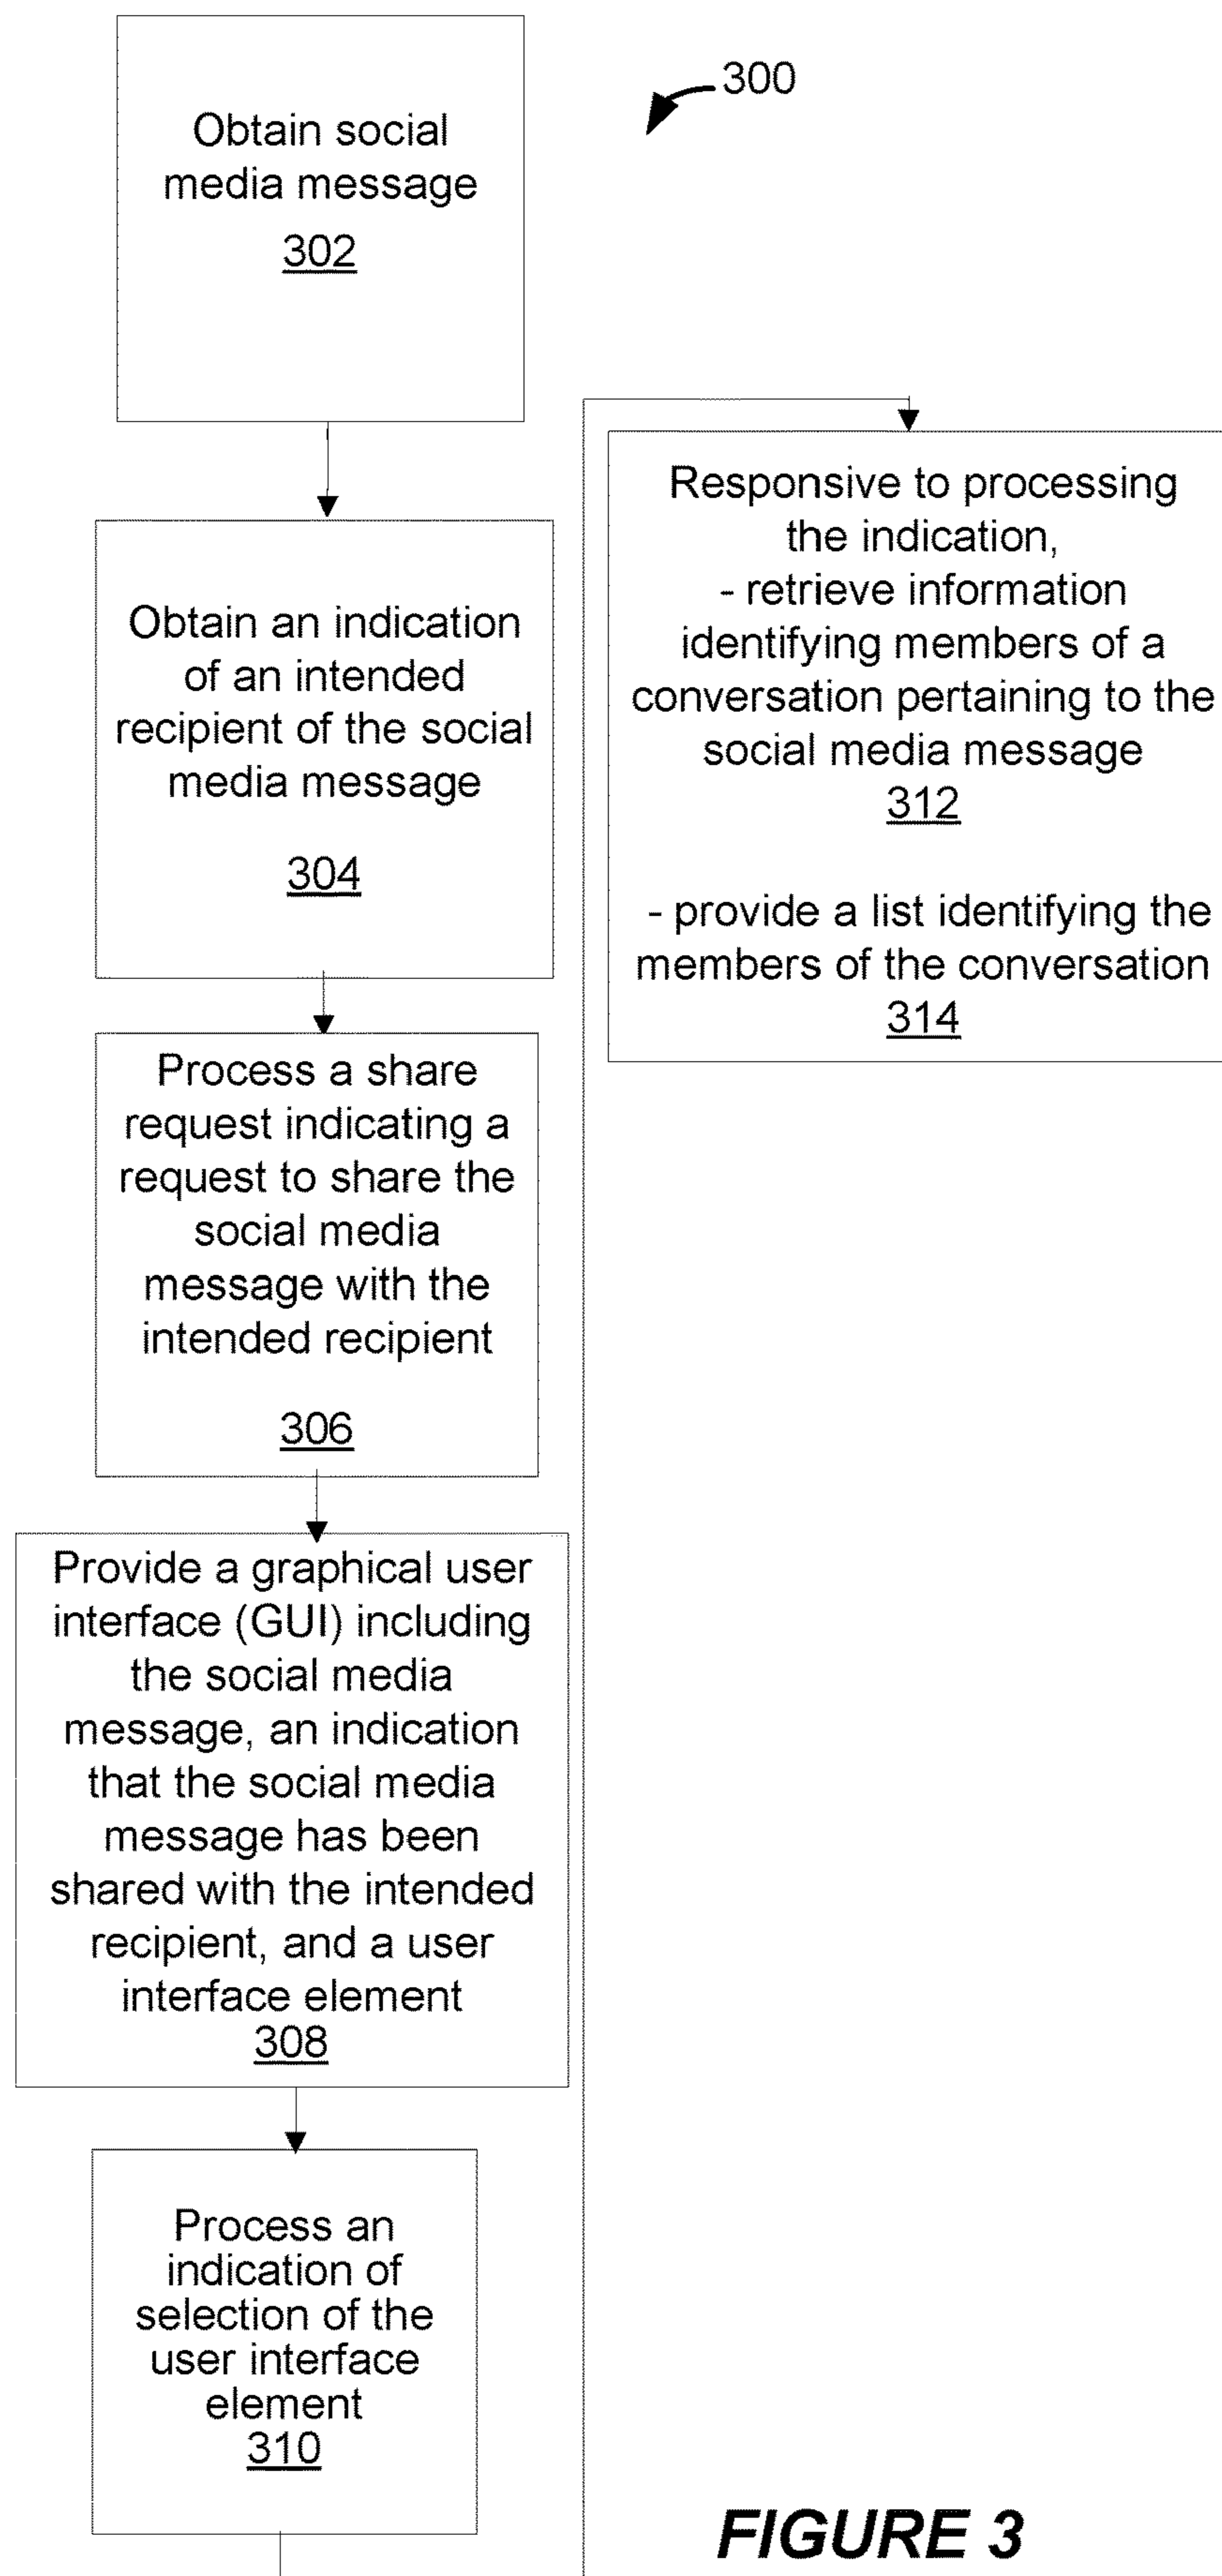 300
Obtain social
media message
302
Obtain an indication
of an intended
recipient of the social
media message
304
Process a share
request indicating a
request to share the
social media
message with the
intended recipient
306
Provide a graphical user
interface (GUI) including
the social media
message, an indication
that the social media
message has been
shared with the intended
recipient, and a user
interface element
308
Process an
indication of
selection of the
user interface
element
310
Responsive to processing
the indication,
- retrieve information
identifying members of a
conversation pertaining to the
social media message
312
- provide a list identifying the
members of the conversation
314
FIGURE 3